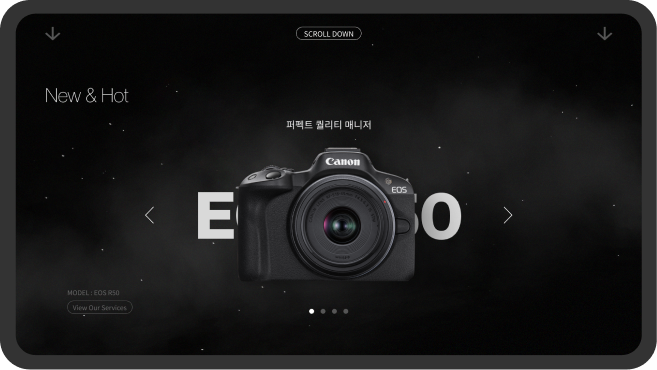 SCROLL DOWN
New & Hot
퍼펙트 퀄리티 매니저
Canon
EOS
E 0
MODEL : EOS R50
View Our Services